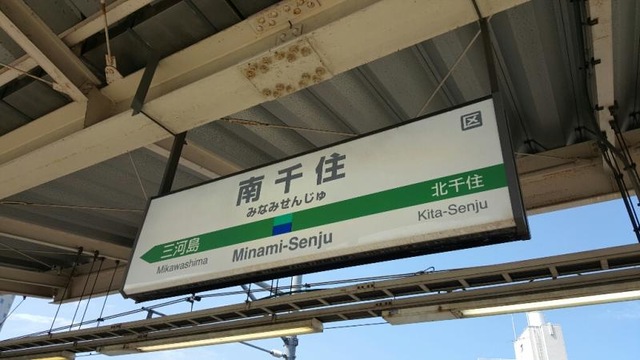 区
南千住
みなみせんじゅ
三河島
北千住
Mikawashima
Minami-Senju
Kita-Senju